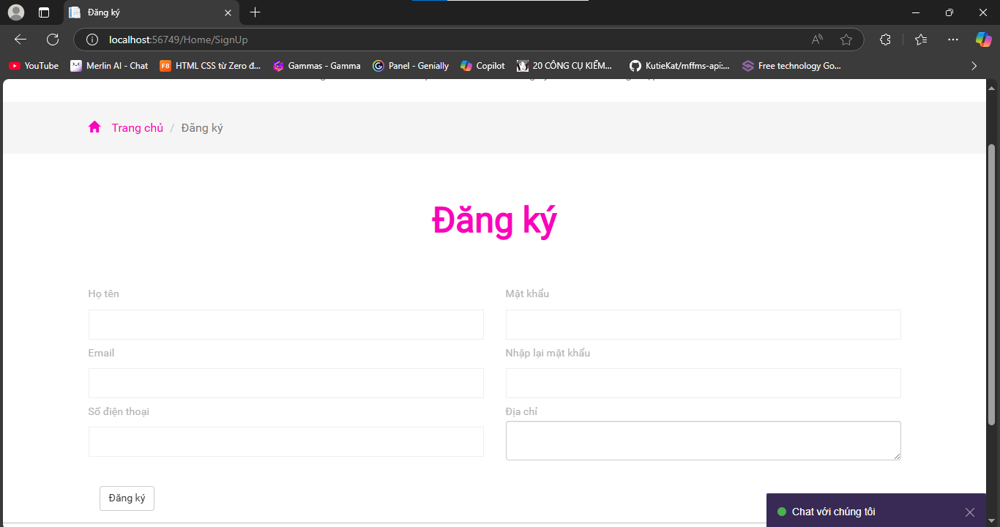 Đăng ký
localhost:56749/Home/SignUp
YouTube
Merlin AI - Chat
HTML CSS từ Zero đ...
Gammas - Gamma
Panel - Genially
Copilot
20 CÔNG CỤ KIẾM...
KutieKat/mffms-api:...
Free technology Go...
Trang chủ / Đăng ký
Đăng ký
Họ tên
Mật khẩu
Email
Nhập lại mật khẩu
Số điện thoại
Địa chỉ
Đăng ký
Chat với chúng tôi